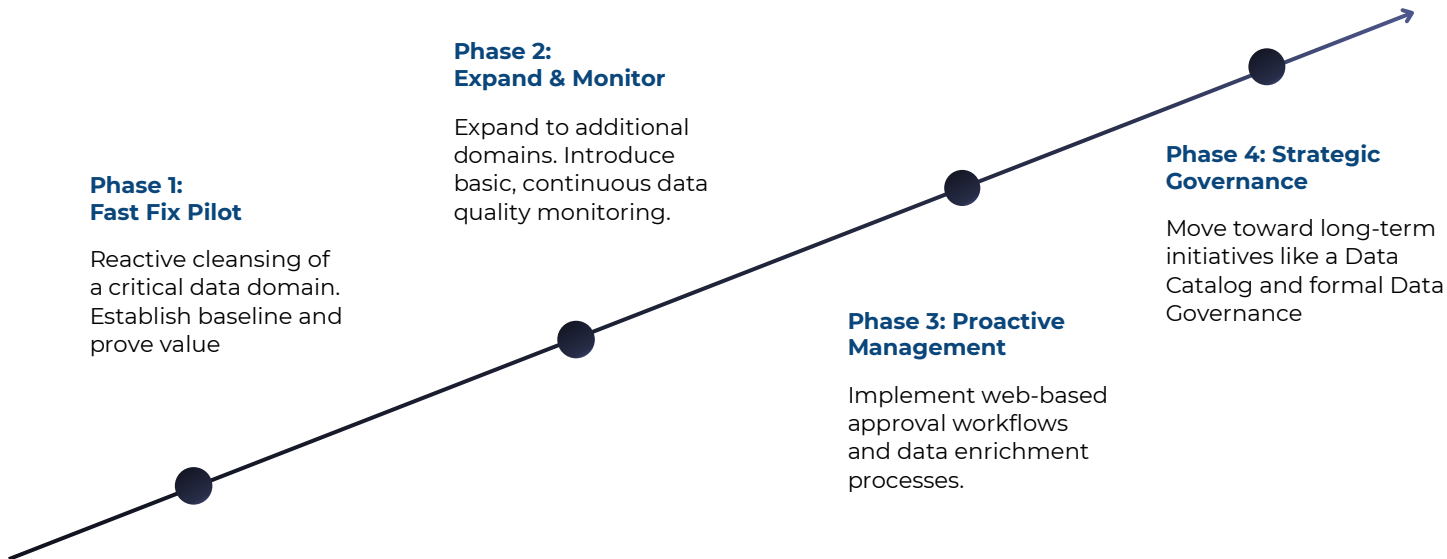 Phase 1:
Fast Fix Pilot
Reactive cleansing of
a critical data domain.
Establish baseline and
prove value
Phase 2:
Expand & Monitor
Expand to additional
domains. Introduce
basic, continuous data
quality monitoring.
Phase 3: Proactive
Management
Implement web-based
approval workflows
and data enrichment
processes.
Phase 4: Strategic
Governance
Move toward long-term
initiatives like a Data
Catalog and formal Data
Governance